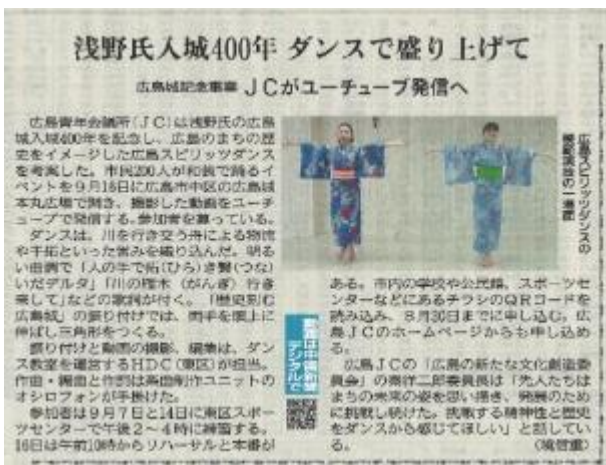 浅野氏入城400年 ダンスで盛り上げて
広島城記念事業 JCがユーチューブ発信へ
広島青年会議所(JC)は浅野氏の広島
城入城400年を記念し、広島のまちの歴
史をイメージした広島スピリッツダンス
を考案した。市民200人が和装で踊るイ
ベントを9月16日に広島市中区の広島城
本丸広場で開き、撮影した動画をユーチ
ューブで発信する。参加者を募っている。
ダンスは、川を行き交う舟による物流
や干拓といった営みを織り込んだ。明る
い曲調で「人の手で拓(ひら)き繫(つな)
いだデルタ」「川の雁木(がんぎ)行き
来して」などの歌詞が付く。「歴史刻む
広島城」の振り付けでは、両手を頭上に
伸ばし三角形をつくる。
振り付けと動画の撮影、編集は、ダン
ス教室を運営するHDC(東区)が担当。
作曲・編曲と作詞は楽曲制作ユニットの
オシロフォンが手掛けた。
参加者は9月7日と14日に東区スポー
ツセンターで午後2~4時に練習する。
16日は午前10時からリハーサルと本番が
広島スピリッツダンスの
一場面
ある。市内の学校や公民館、スポーツセ
ンターなどにあるチラシのQRコードを
読み込み、8月30日までに申し込む。広
島JCのホームページからも申し込め
る。
広島JCの「広島の新たな文化創造委
員会」の洋二郎委員長は「先人たちは
まちの未来の姿を思い描き、発展のため
に挑戦し続けた。挑戦する精神性と歴史
をダンスから感じてほしい」と話してい
る。
動画は中国新聞
デジタルで